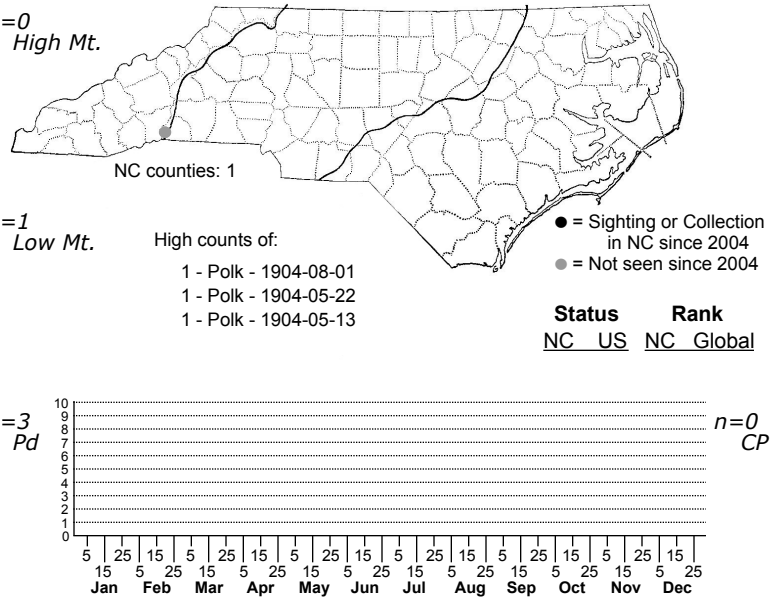 =0
High Mt.
NC counties: 1
=1
Low Mt.
High counts of:
1 - Polk - 1904-08-01
1 - Polk - 1904-05-22
1 - Polk - 1904-05-13
= Sighting or Collection
in NC since 2004
= Not seen since 2004
Status Rank
NC US NC Global
=3
Pd
n=0
CP
10
9
8
7
6
5
4
3
2
1
0
5 25 15 5 25 15 5 25 15 5 25 15 5 25 15 5 25 15
15 5 25 15 5 25 15 5 25 15 5 25 15 5 25 15 5 25
Jan Feb Mar Apr May Jun Jul Aug Sep Oct Nov Dec